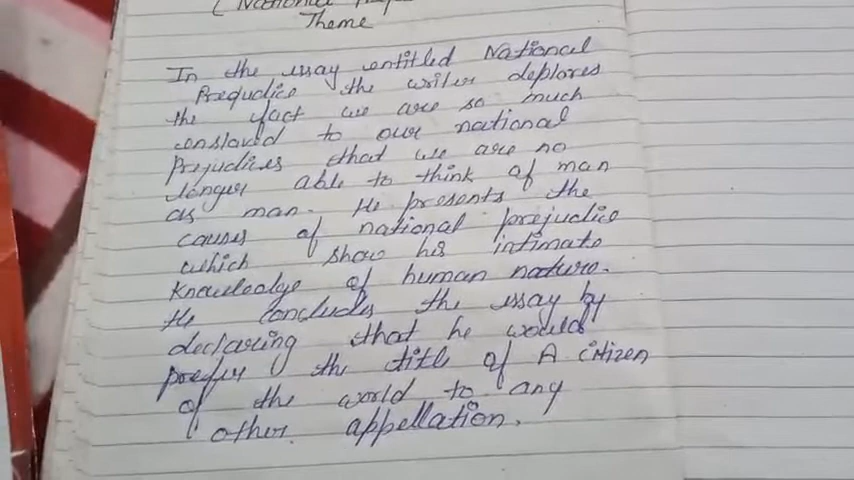 ( National
Theme
In the essay entitled National
Prequdice the writer deplores
the fact we are so much
enslaved to our national
Prejudices that we are no
longer able to think of man
as man. He presents the
causes of national prejudice
which show his intimate
knowledge of human nature.
He concludes the essay by
declaring that he would
prefer the title of A citizen
of the world to any
other appellation.